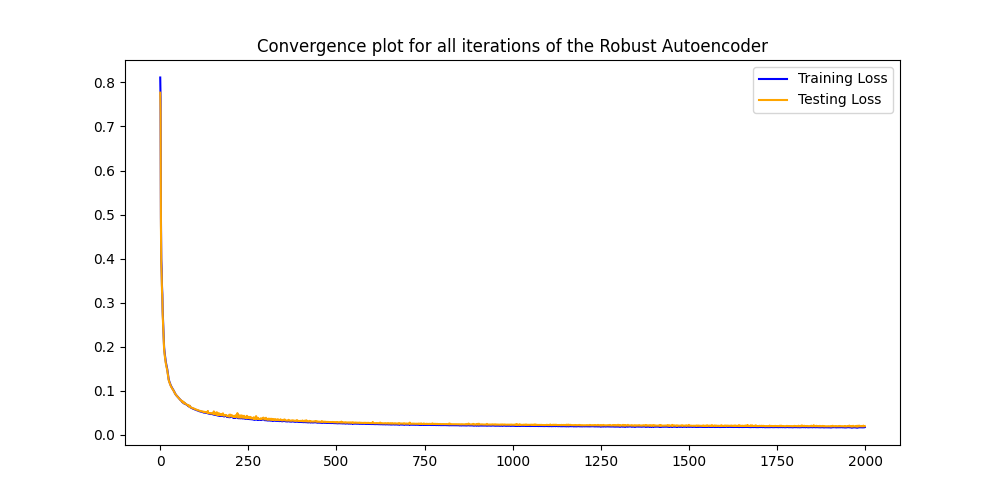 Convergence plot for all iterations of the Robust Autoencoder
Training Loss
Testing Loss
0.8
0.7
0.6
0.5
0.4
0.3
0.2
0.1
0.0
0 250 500 750 1000 1250 1500 1750 2000